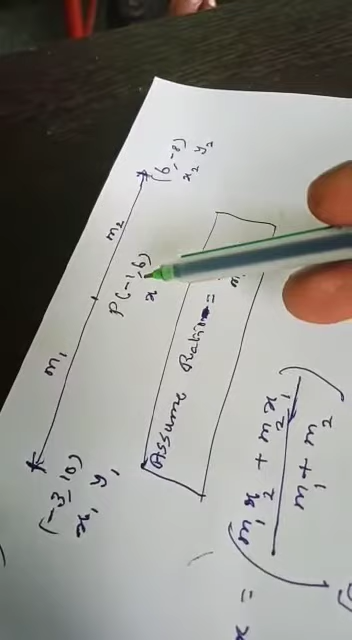 (-3, 10)
x₁ y₁
m₁
P(-1, 6)
x
m₂
(6, -8)
x₂ y₂
Assume Ratio =
x = (m₁x₂ + m₂x₁ / m₁ + m₂)